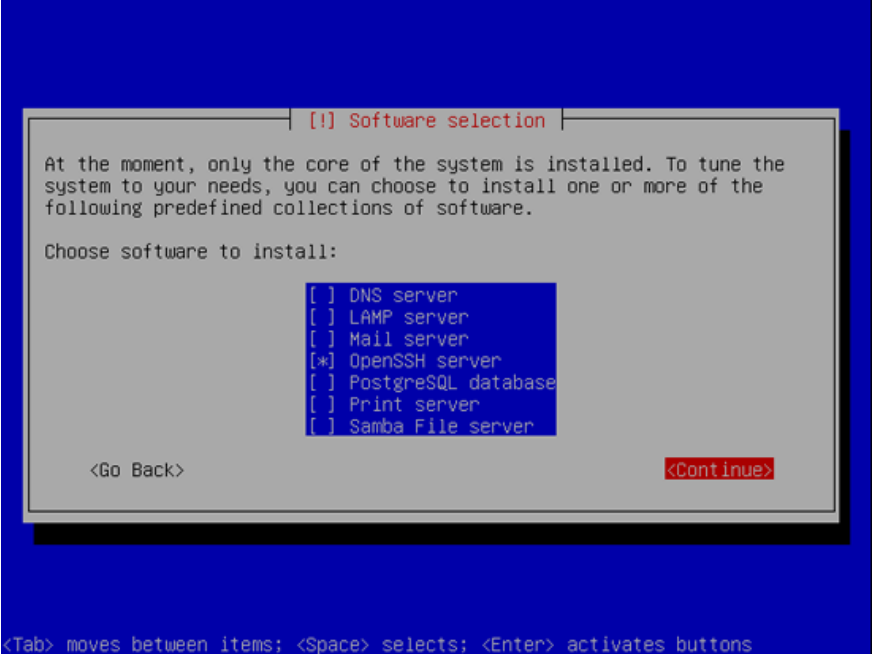 [!] Software selection
At the moment, only the core of the system is installed. To tune the
system to your needs, you can choose to install one or more of the
following predefined collections of software.
Choose software to install:
[ ] DNS server
[ ] LAMP server
[ ] Mail server
[*] OpenSSH server
[ ] PostgreSQL database
[ ] Print server
[ ] Samba File server
<Go Back> <Continue>
<Tab> moves between items; <Space> selects; <Enter> activates buttons